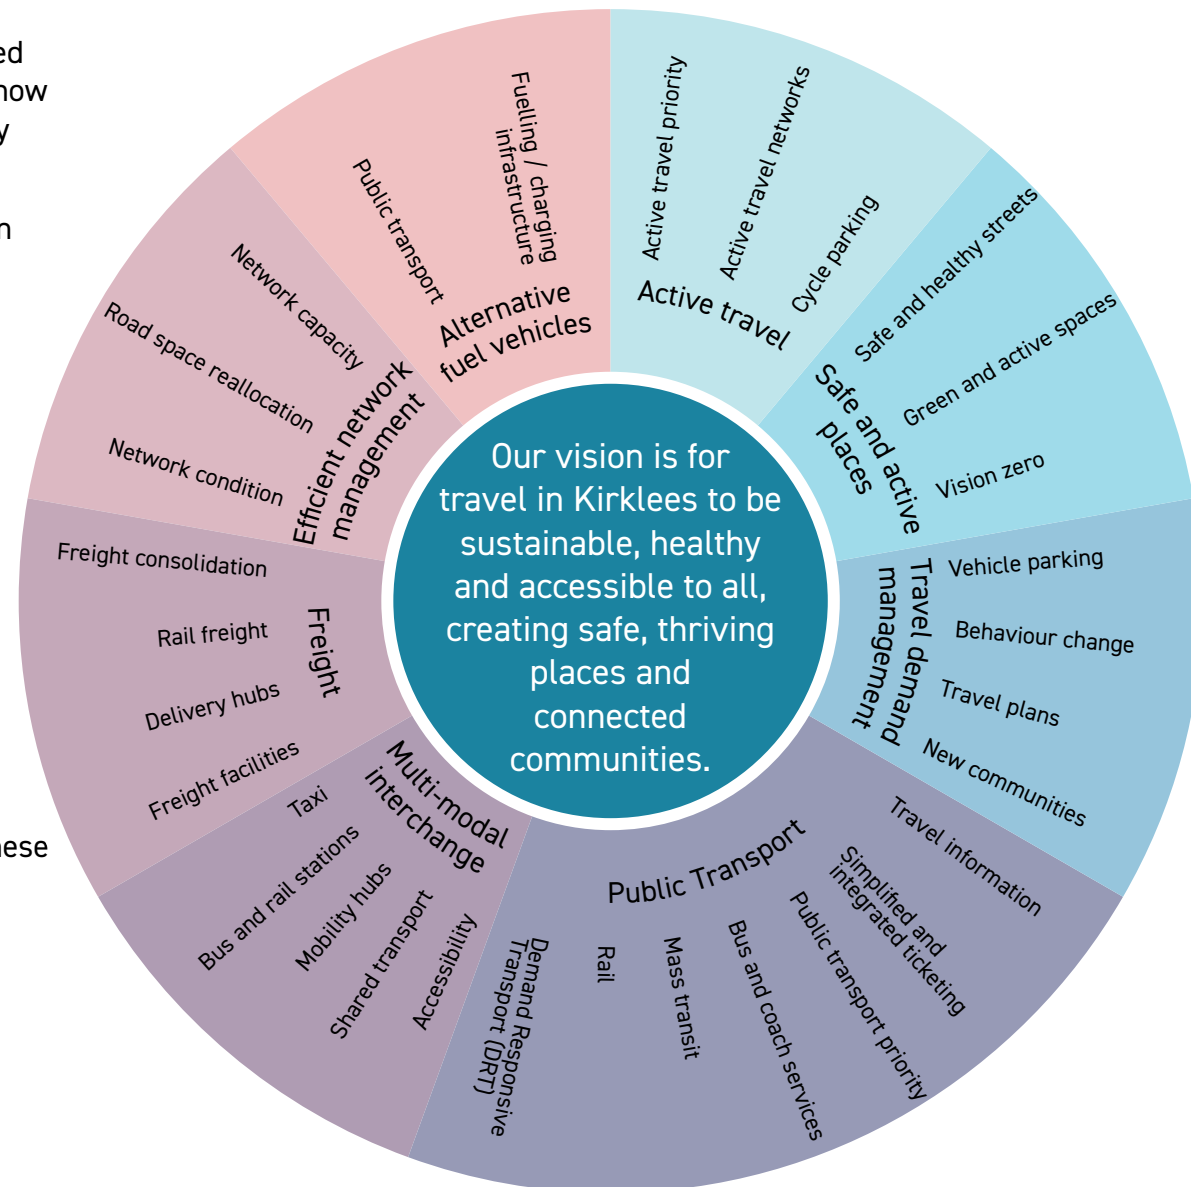 ed
now
y
n
nese
Our vision is for
travel in Kirklees to be
sustainable, healthy
and accessible to all,
creating safe, thriving
places and
connected
communities.
Active travel
Active travel priority
Active travel networks
Cycle parking
Safe and active
places
Safe and healthy streets
Green and active spaces
Vision zero
Travel demand
management
Vehicle parking
Behaviour change
Travel plans
New communities
Public Transport
Travel information
Simplified and
integrated ticketing
Public transport priority
Bus and coach services
Mass transit
Rail
Demand Responsive
Transport (DRT)
Multi-modal
interchange
Accessibility
Shared transport
Mobility hubs
Bus and rail stations
Taxi
Freight
Freight facilities
Delivery hubs
Rail freight
Freight consolidation
Efficient network
management
Network condition
Road space reallocation
Network capacity
Alternative
fuel vehicles
Public transport
Fuelling / charging
infrastructure